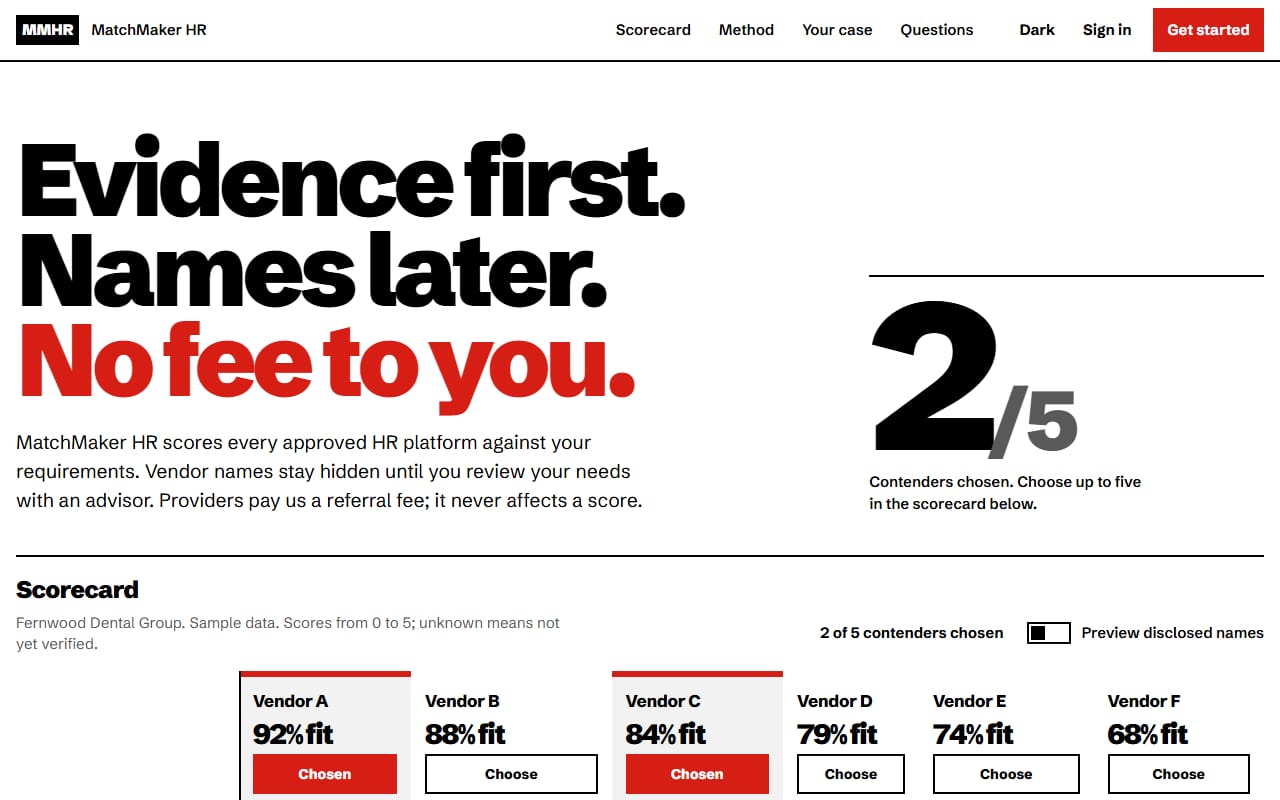 MMHR MatchMaker HR Scorecard Method Your case Questions Dark Sign in Get started
Evidence first.
Names later.
No fee to you.
MatchMaker HR scores every approved HR platform against your
requirements. Vendor names stay hidden until you review your needs
with an advisor. Providers pay us a referral fee; it never affects a score.
2/5
Contenders chosen. Choose up to five
in the scorecard below.
Scorecard
Fernwood Dental Group. Sample data. Scores from 0 to 5; unknown means not
yet verified.
2 of 5 contenders chosen Preview disclosed names
Vendor A Vendor B Vendor C Vendor D Vendor E Vendor F
92% fit 88% fit 84% fit 79% fit 74% fit 68% fit
Chosen Choose Chosen Choose Choose Choose